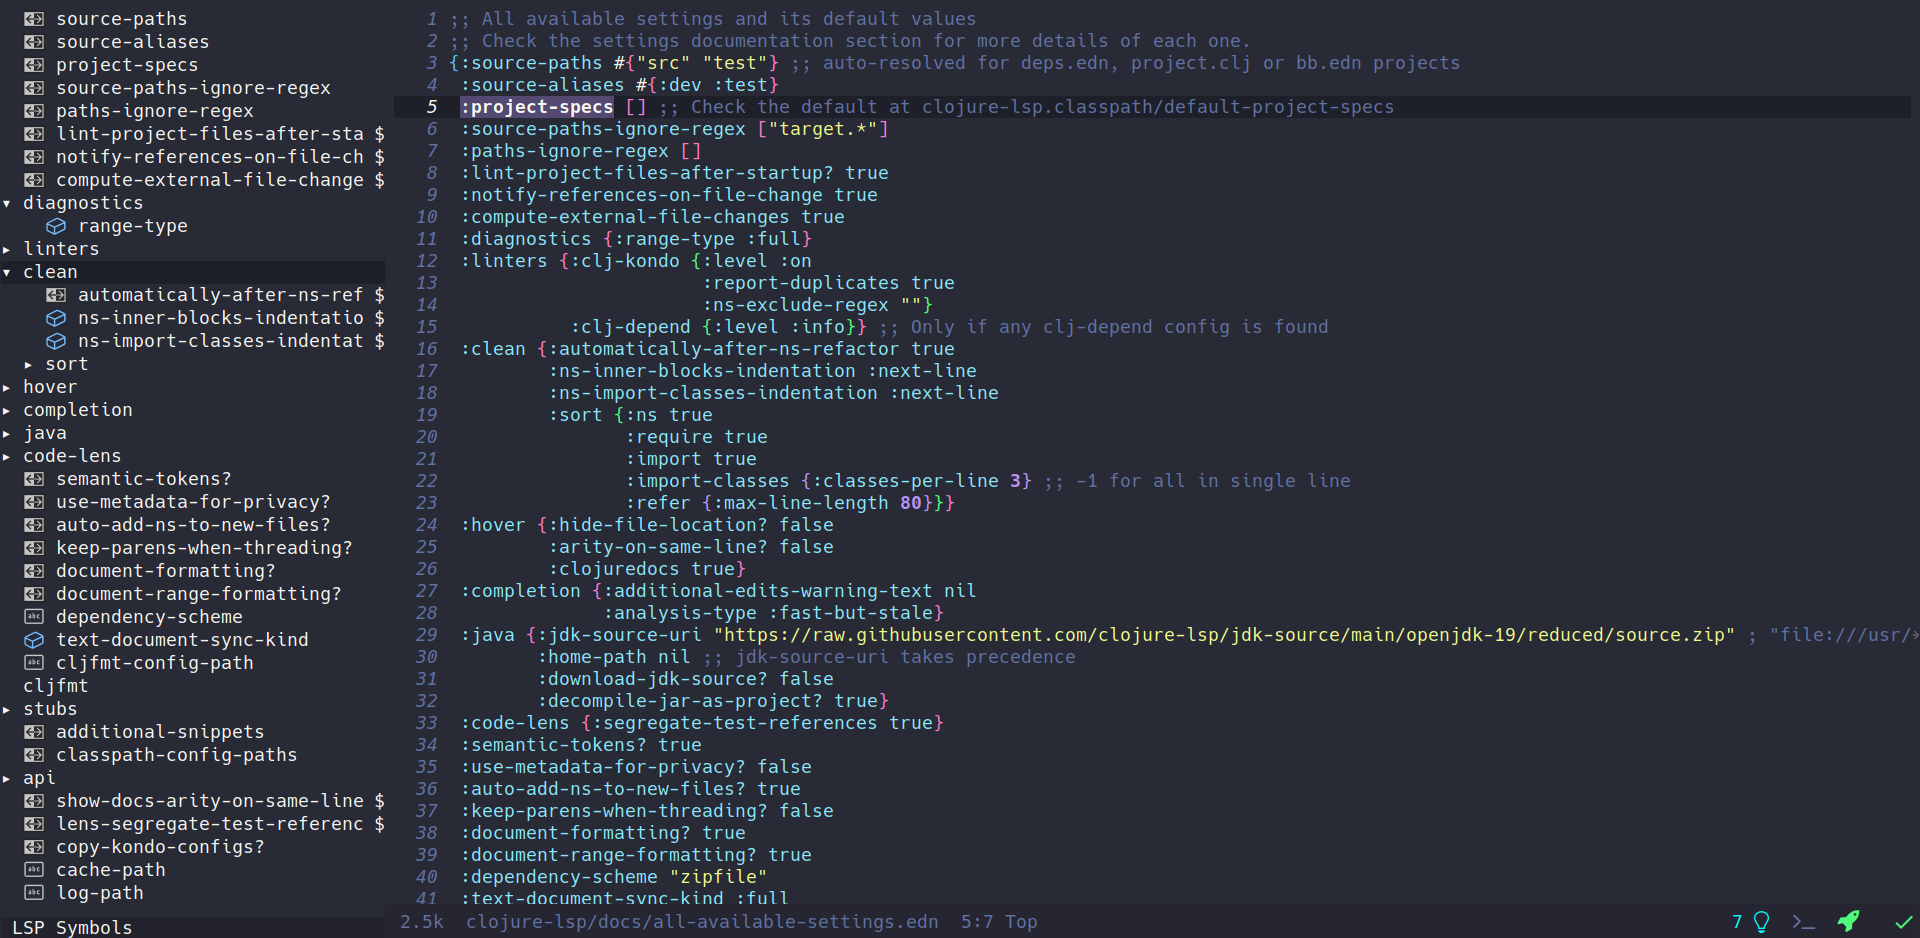 source-paths
source-aliases
project-specs
source-paths-ignore-regex
paths-ignore-regex
lint-project-files-after-sta $
notify-references-on-file-ch $
compute-external-file-change $
diagnostics
range-type
linters
clean
automatically-after-ns-ref $
ns-inner-blocks-indentatio $
ns-import-classes-indentat $
sort
hover
completion
java
code-lens
semantic-tokens?
use-metadata-for-privacy?
auto-add-ns-to-new-files?
keep-parens-when-threading?
document-formatting?
document-range-formatting?
dependency-scheme
text-document-sync-kind
cljfmt-config-path
cljfmt
stubs
additional-snippets
classpath-config-paths
api
show-docs-arity-on-same-line $
lens-segregate-test-referenc $
copy-kondo-configs?
cache-path
log-path
LSP Symbols
1 ;; All available settings and its default values
2 ;; Check the settings documentation section for more details of each one.
3 {:source-paths #{"src" "test"} ;; auto-resolved for deps.edn, project.clj or bb.edn projects
4 :source-aliases #{:dev :test}
5 :project-specs [] ;; Check the default at clojure-lsp.classpath/default-project-specs
6 :source-paths-ignore-regex ["target.*"]
7 :paths-ignore-regex []
8 :lint-project-files-after-startup? true
9 :notify-references-on-file-change true
10 :compute-external-file-changes true
11 :diagnostics {:range-type :full}
12 :linters {:clj-kondo {:level :on
13 :report-duplicates true
14 :ns-exclude-regex ""}
15 :clj-depend {:level :info}} ;; Only if any clj-depend config is found
16 :clean {:automatically-after-ns-refactor true
17 :ns-inner-blocks-indentation :next-line
18 :ns-import-classes-indentation :next-line
19 :sort {:ns true
20 :require true
21 :import true
22 :import-classes {:classes-per-line 3} ;; -1 for all in single line
23 :refer {:max-line-length 80}}}
24 :hover {:hide-file-location? false
25 :arity-on-same-line? false
26 :clojuredocs true}
27 :completion {:additional-edits-warning-text nil
28 :analysis-type :fast-but-stale}
29 :java {:jdk-source-uri "https://raw.githubusercontent.com/clojure-lsp/jdk-source/main/openjdk-19/reduced/source.zip" ; "file:///usr/
30 :home-path nil ;; jdk-source-uri takes precedence
31 :download-jdk-source? false
32 :decompile-jar-as-project? true}
33 :code-lens {:segregate-test-references true}
34 :semantic-tokens? true
35 :use-metadata-for-privacy? false
36 :auto-add-ns-to-new-files? true
37 :keep-parens-when-threading? false
38 :document-formatting? true
39 :document-range-formatting? true
40 :dependency-scheme "zipfile"
41 :text-document-sync-kind :full
2.5k clojure-lsp/docs/all-available-settings.edn 5:7 Top
7